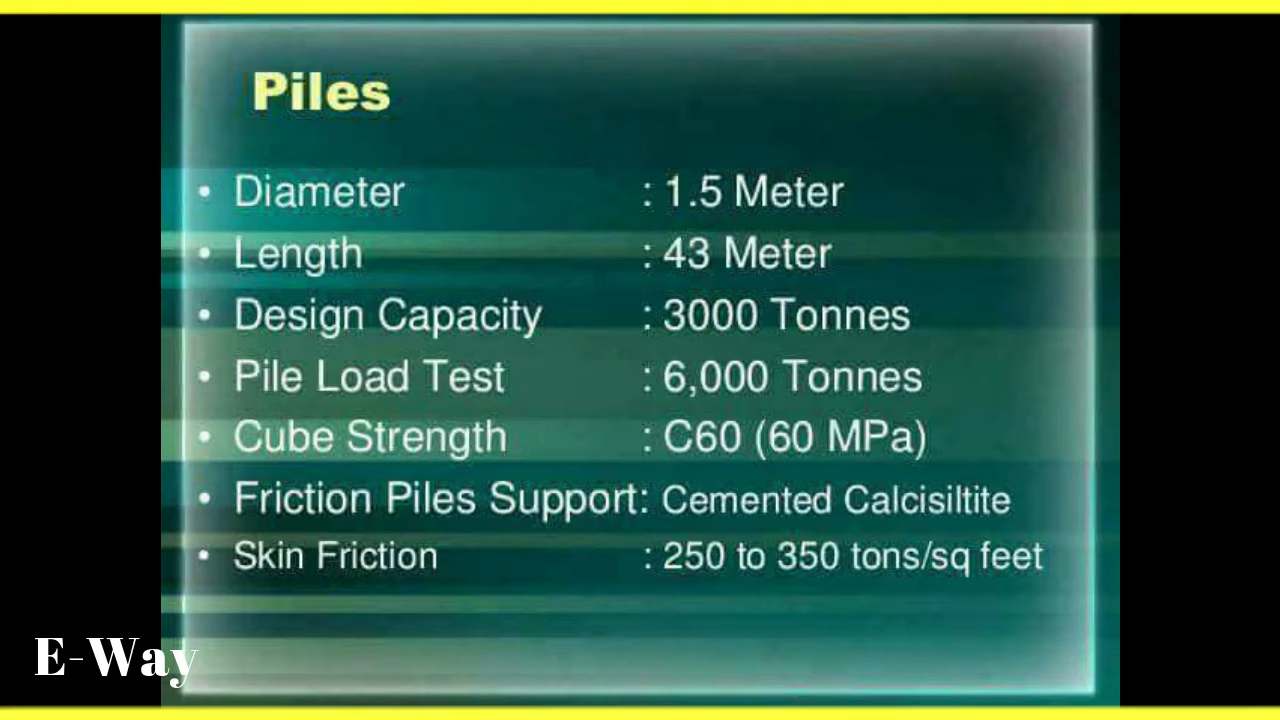 Piles
• Diameter : 1.5 Meter
• Length : 43 Meter
• Design Capacity : 3000 Tonnes
• Pile Load Test : 6,000 Tonnes
• Cube Strength : C60 (60 MPa)
• Friction Piles Support: Cemented Calcisiltite
• Skin Friction : 250 to 350 tons/sq feet
E-Way